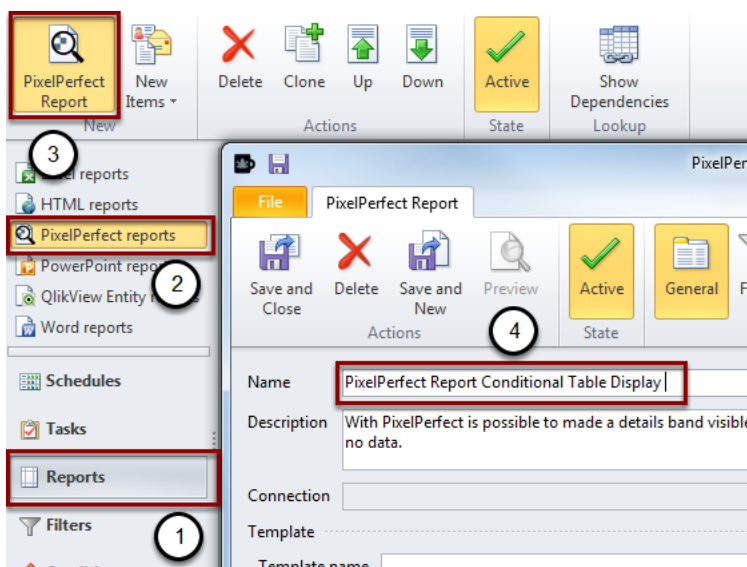 PixelPerfect
Report
New
Items
Delete
Clone
Up
Down
Active
Show
Dependencies
New
Actions
State
Lookup
3
reports
HTML reports
PixelPerfect reports
PowerPoint
QlikView Entity
Word reports
2
Schedules
Tasks
Reports
Filters
1
File
PixelPerfect Report
Save and
Close
Delete
Save and
New
Preview
Active
General
Actions
4
State
Name
PixelPerfect Report Conditional Table Display
Description
With PixelPerfect is possible to made a details band visible
no data.
Connection
Template
Template name